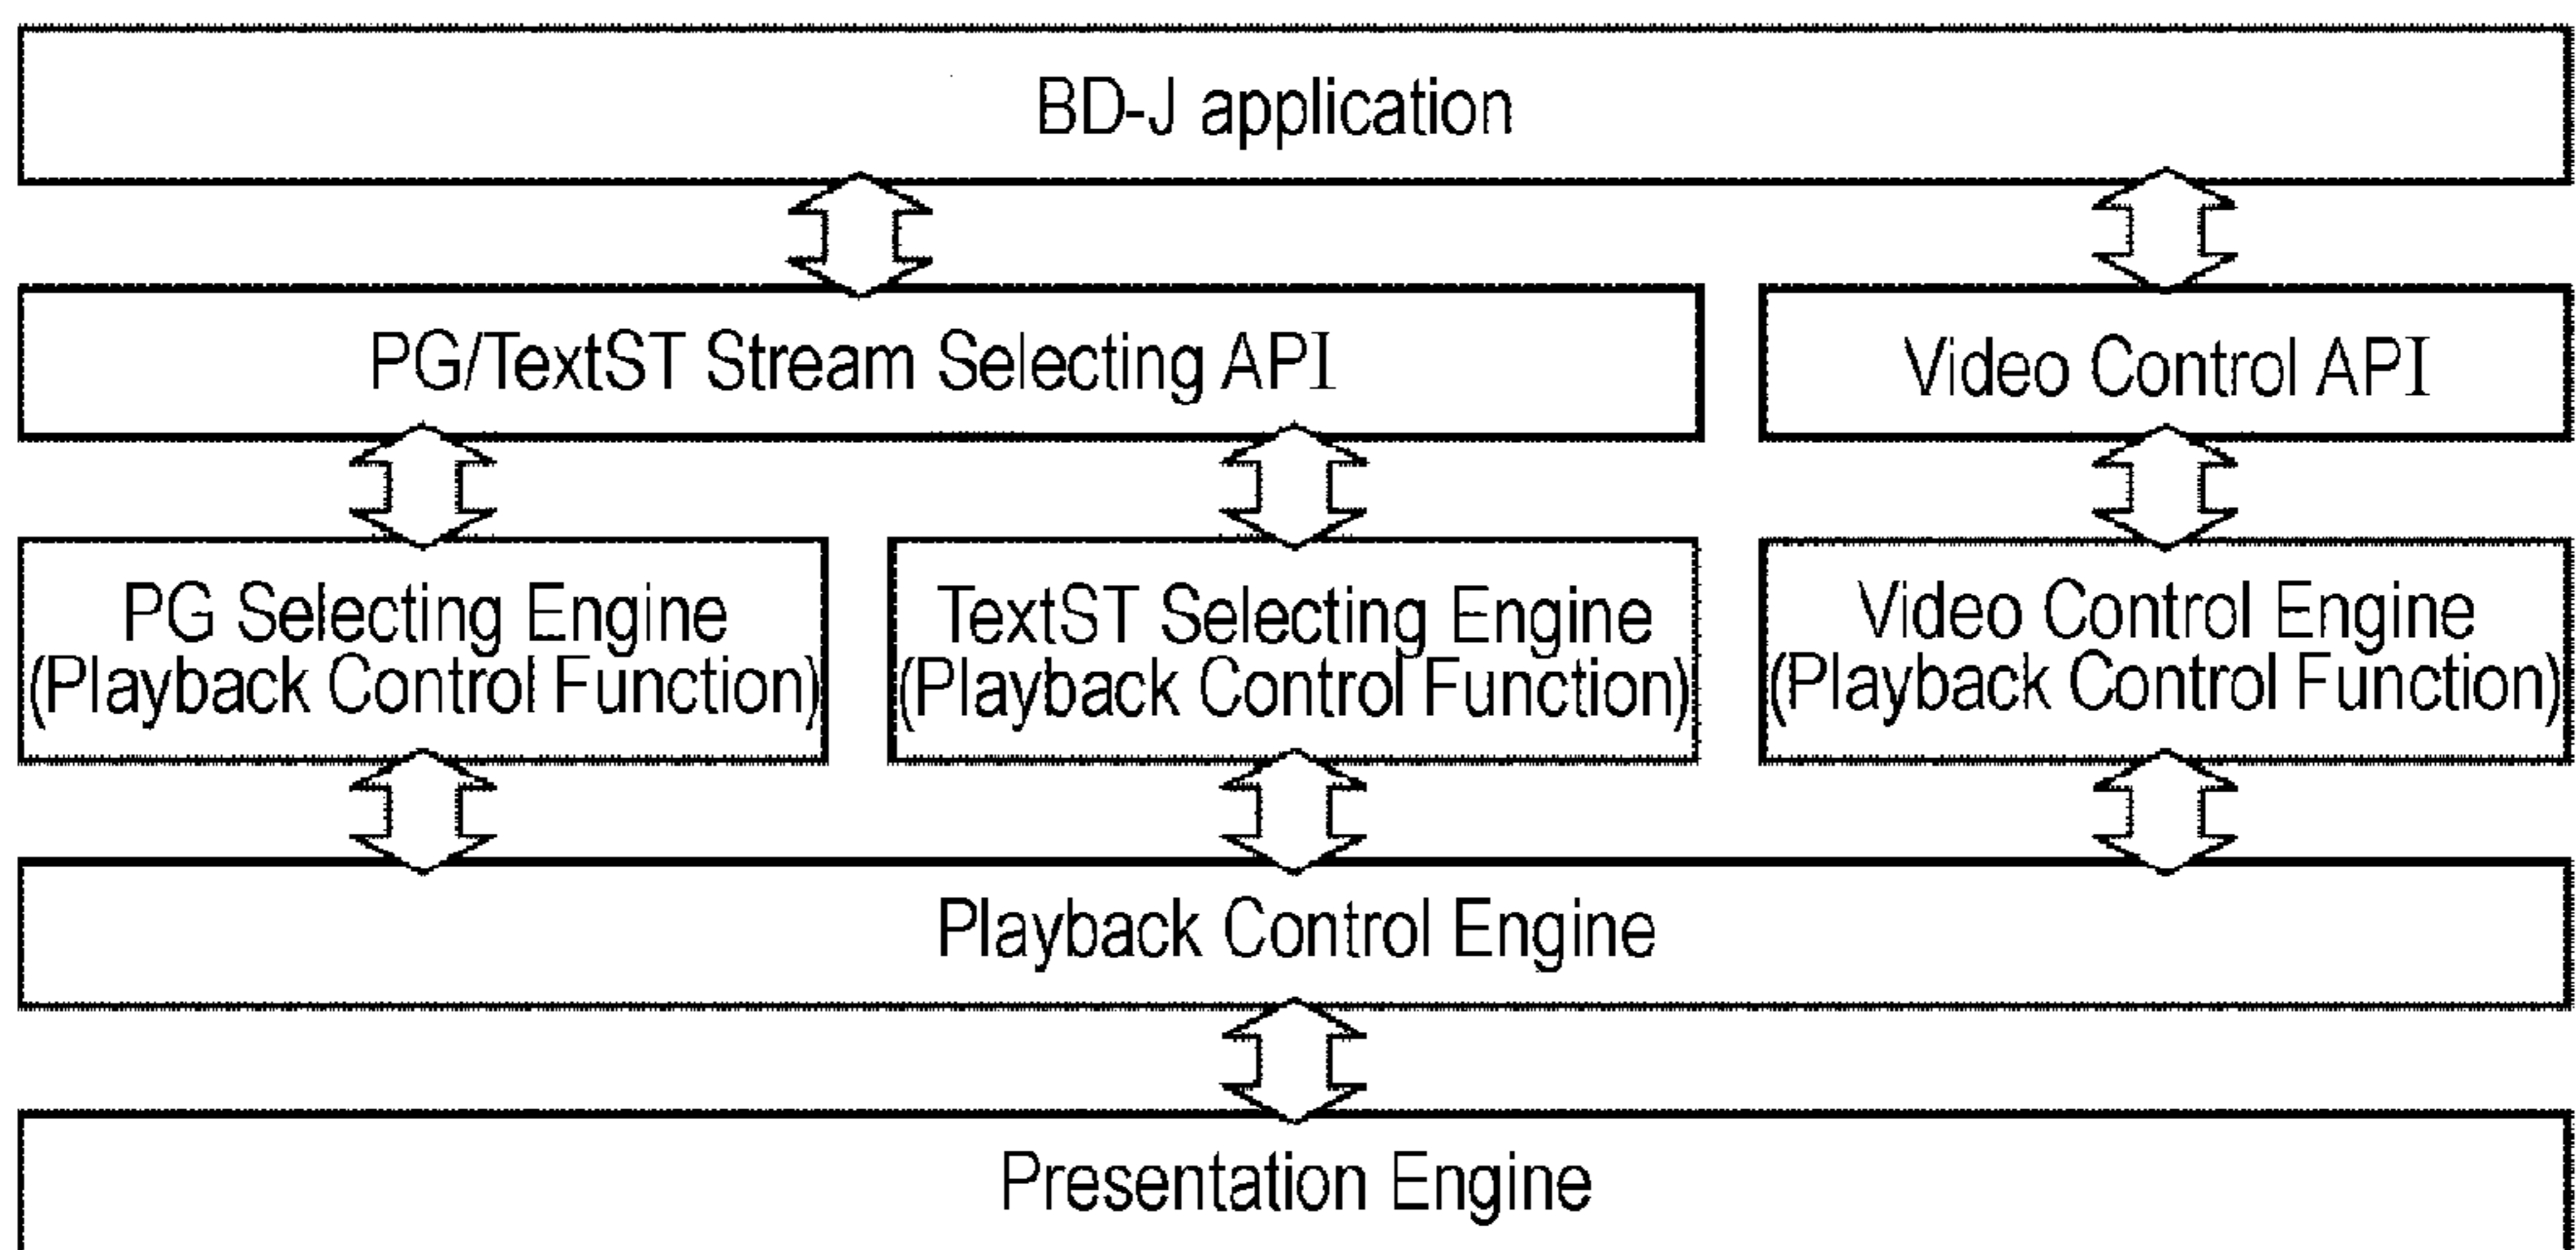 BD-J application
PG/TextST Stream Selecting API
Video Control API
PG Selecting Engine
(Playback Control Function)
TextST Selecting Engine
(Playback Control Function)
Video Control Engine
(Playback Control Function)
Playback Control Engine
Presentation Engine